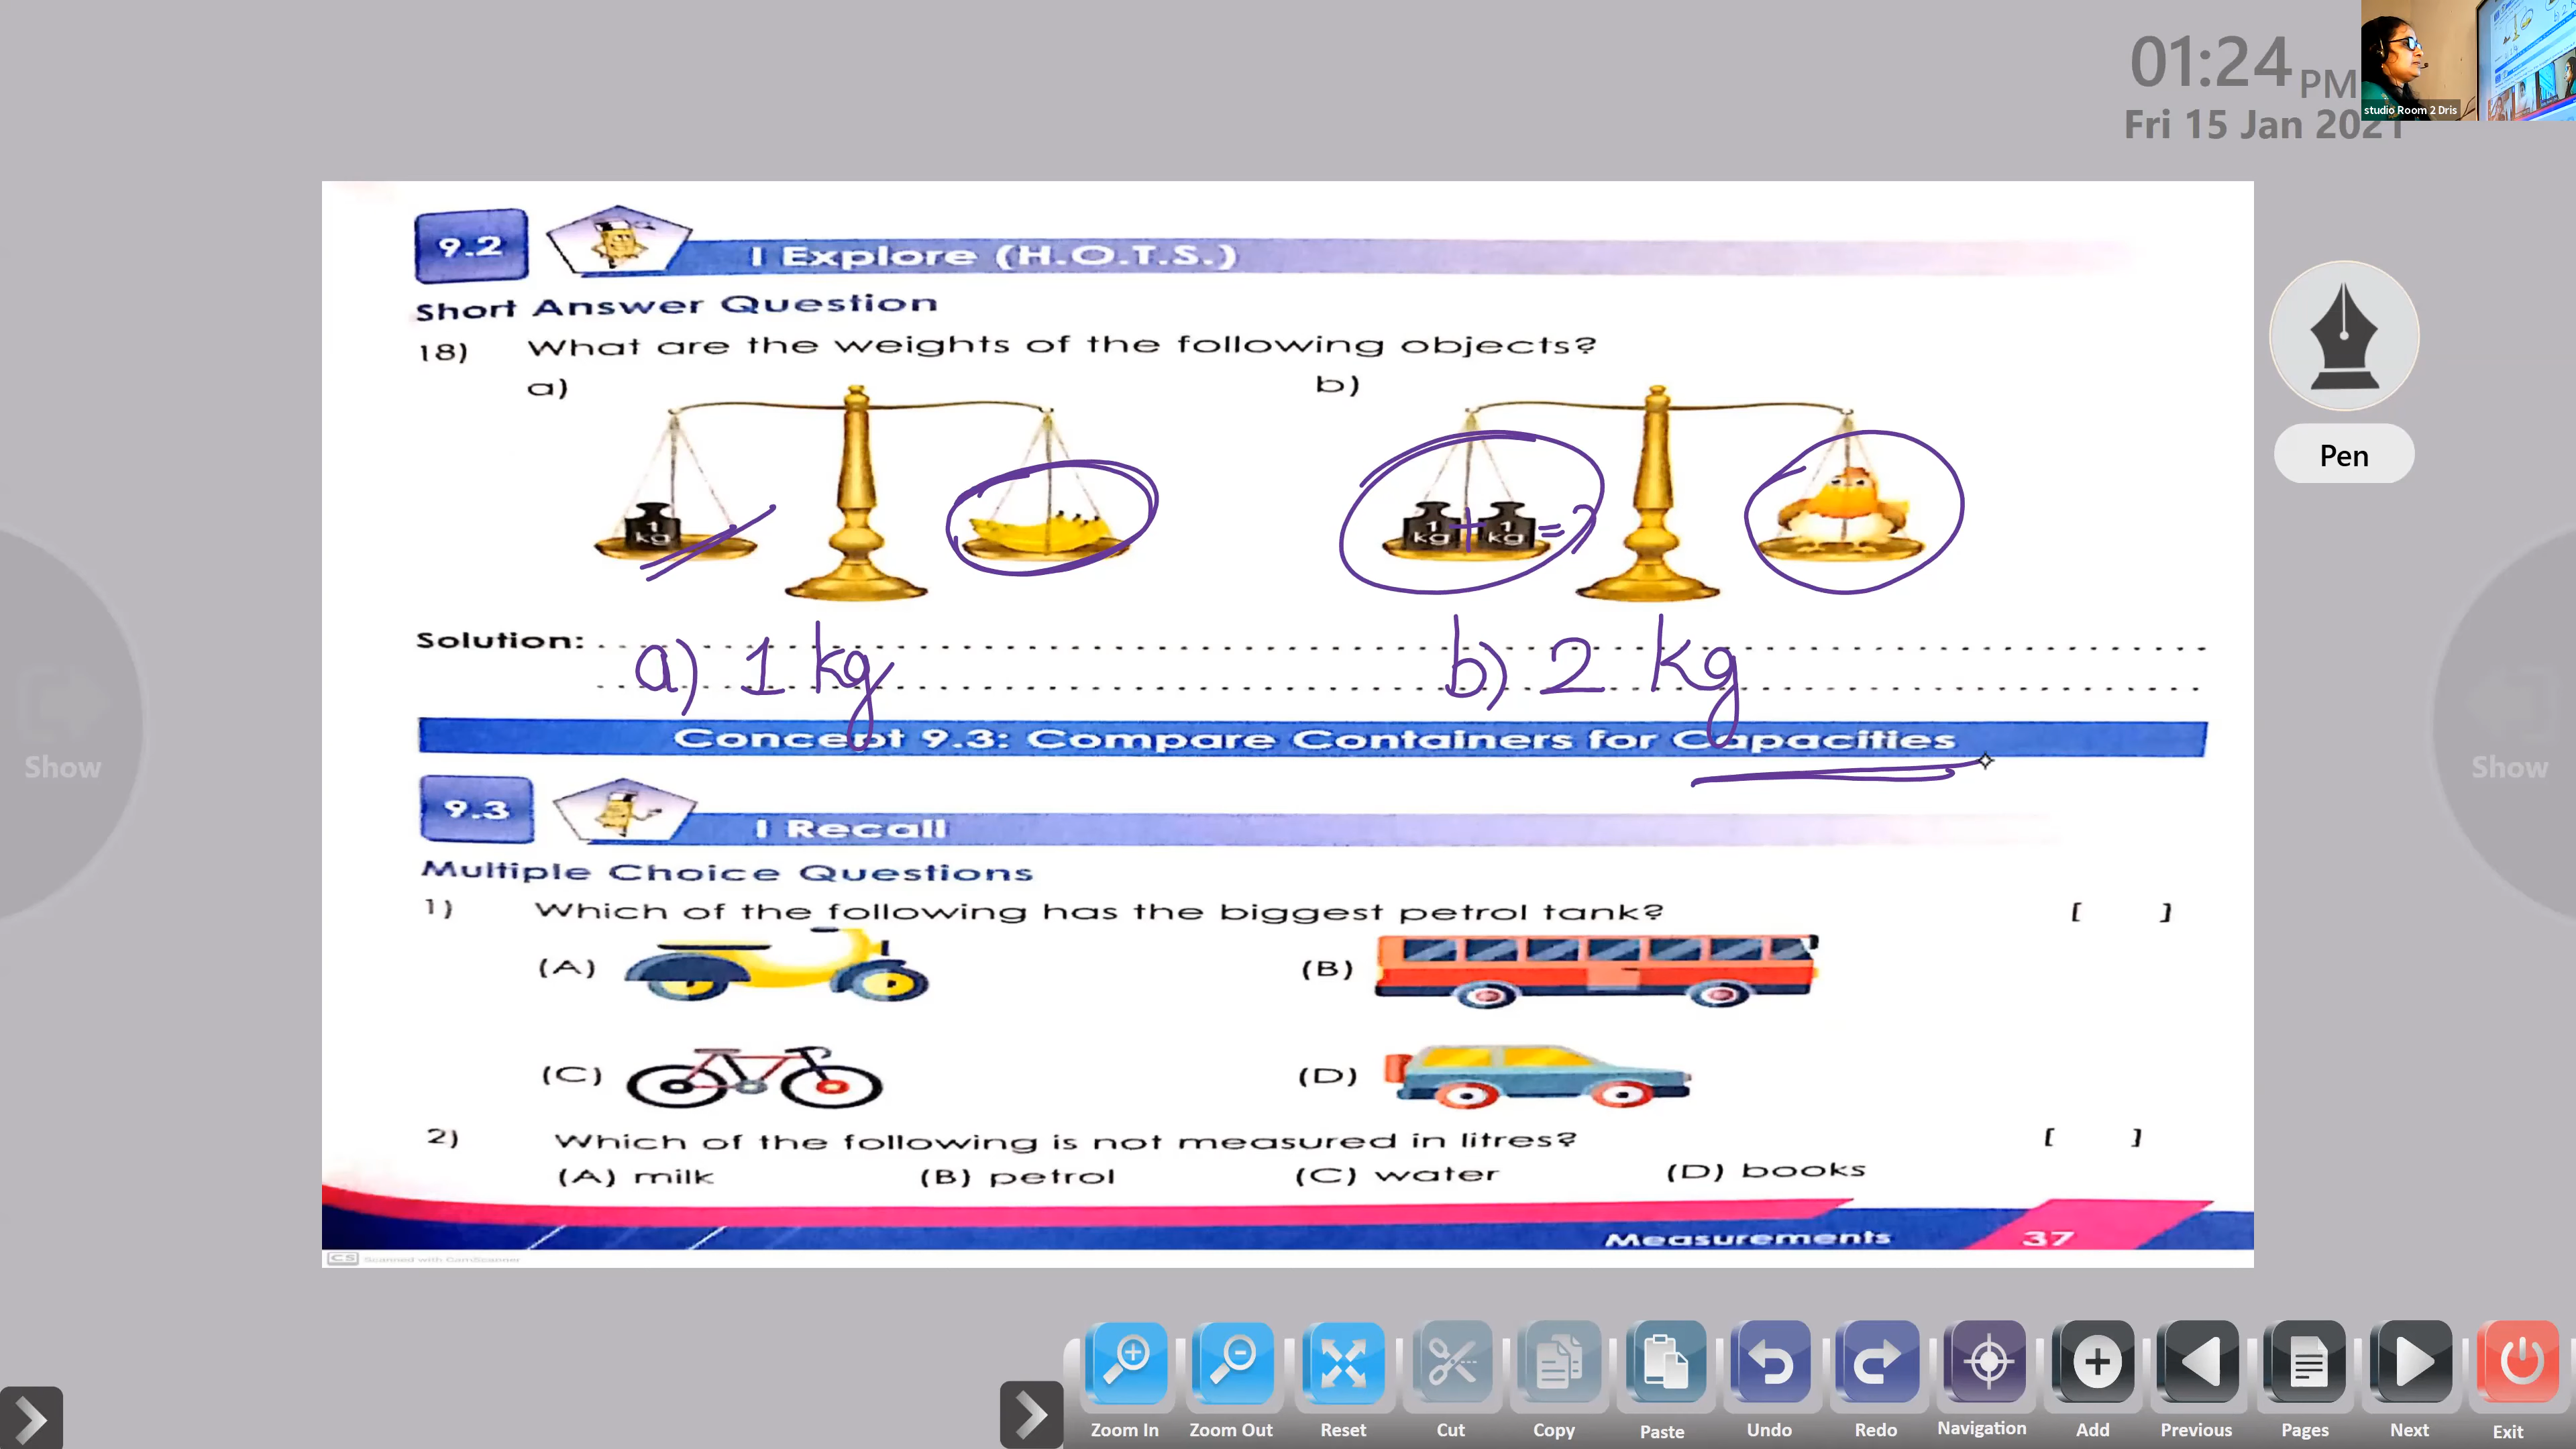 01:24 PM
Fri 15 Jan 2021
studio Room 2 Dris
9.2 I Explore (H.O.T.S.)
Short Answer Question
18) What are the weights of the following objects?
a) b)
1 kg
1 kg + 1 kg = ?
Solution:
a) 1 kg b) 2 kg
Concept 9.3: Compare Containers for Capacities
9.3 I Recall
Multiple Choice Questions
1) Which of the following has the biggest petrol tank? [ ]
(A) (B)
(C) (D)
2) Which of the following is not measured in litres? [ ]
(A) milk (B) petrol (C) water (D) books
Measurements 37
CS Scanned with CamScanner
Pen
Show
Show
Zoom In Zoom Out Reset Cut Copy Paste Undo Redo Navigation Add Previous Pages Next Exit